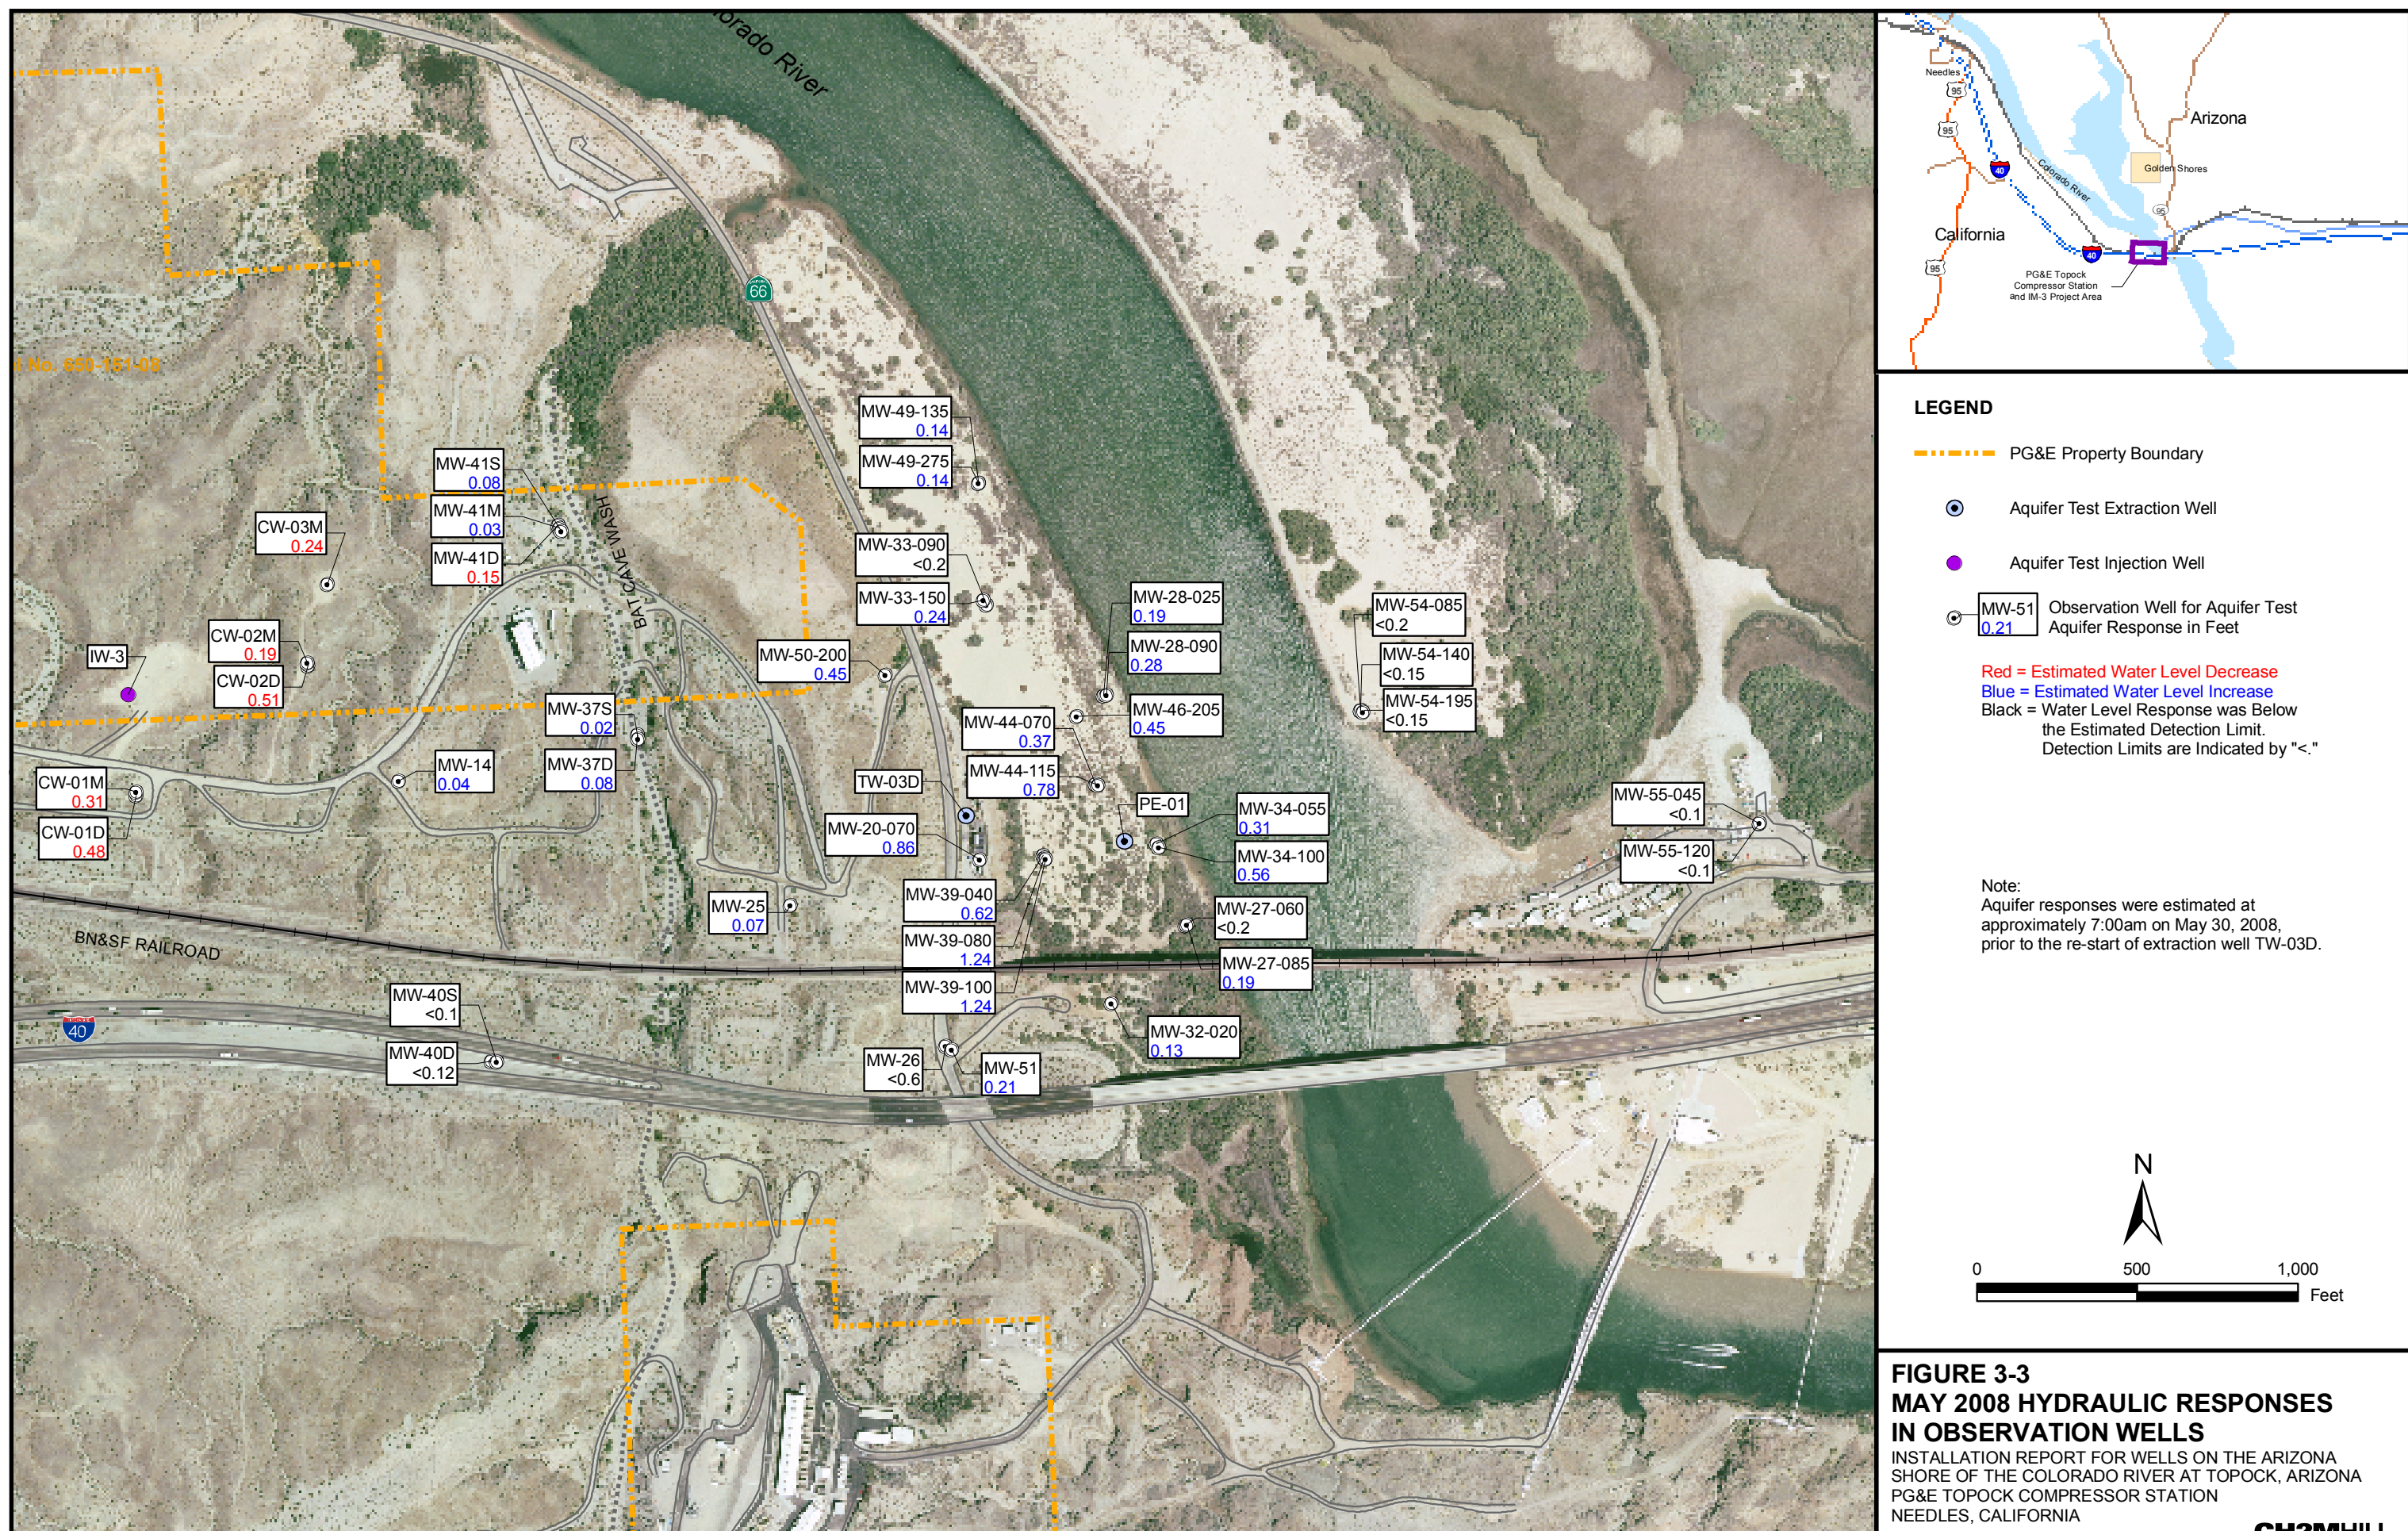 Colorado River
66
l No. 650-151-08
MW-49-135
0.14
MW-49-275
0.14
MW-41S
0.08
MW-41M
0.03
MW-41D
0.15
BAT CAVE WASH
CW-03M
0.24
MW-33-090
<0.2
MW-33-150
0.24
MW-28-025
0.19
MW-28-090
0.28
MW-46-205
0.45
MW-54-085
<0.2
MW-54-140
<0.15
MW-54-195
<0.15
IW-3
CW-02M
0.19
CW-02D
0.51
MW-50-200
0.45
MW-37S
0.02
MW-37D
0.08
MW-44-070
0.37
MW-44-115
0.78
MW-14
0.04
CW-01M
0.31
CW-01D
0.48
TW-03D
MW-20-070
0.86
PE-01
MW-34-055
0.31
MW-34-100
0.56
MW-55-045
<0.1
MW-55-120
<0.1
MW-25
0.07
MW-39-040
0.62
MW-39-080
1.24
MW-39-100
1.24
MW-27-060
<0.2
MW-27-085
0.19
BN&SF RAILROAD
MW-40S
<0.1
MW-40D
<0.12
40
MW-32-020
0.13
MW-26
<0.6
MW-51
0.21
Needles
95
95
95
40
40
Arizona
Golden Shores
Colorado River
95
California
PG&E Topock
Compressor Station
and IM-3 Project Area
LEGEND
PG&E Property Boundary
Aquifer Test Extraction Well
Aquifer Test Injection Well
MW-51
0.21
Observation Well for Aquifer Test
Aquifer Response in Feet
Red = Estimated Water Level Decrease
Blue = Estimated Water Level Increase
Black = Water Level Response was Below
the Estimated Detection Limit.
Detection Limits are Indicated by "<."
Note:
Aquifer responses were estimated at
approximately 7:00am on May 30, 2008,
prior to the re-start of extraction well TW-03D.
N
0 500 1,000
Feet
FIGURE 3-3
MAY 2008 HYDRAULIC RESPONSES
IN OBSERVATION WELLS
INSTALLATION REPORT FOR WELLS ON THE ARIZONA
SHORE OF THE COLORADO RIVER AT TOPOCK, ARIZONA
PG&E TOPOCK COMPRESSOR STATION
NEEDLES, CALIFORNIA
CH2MHILL